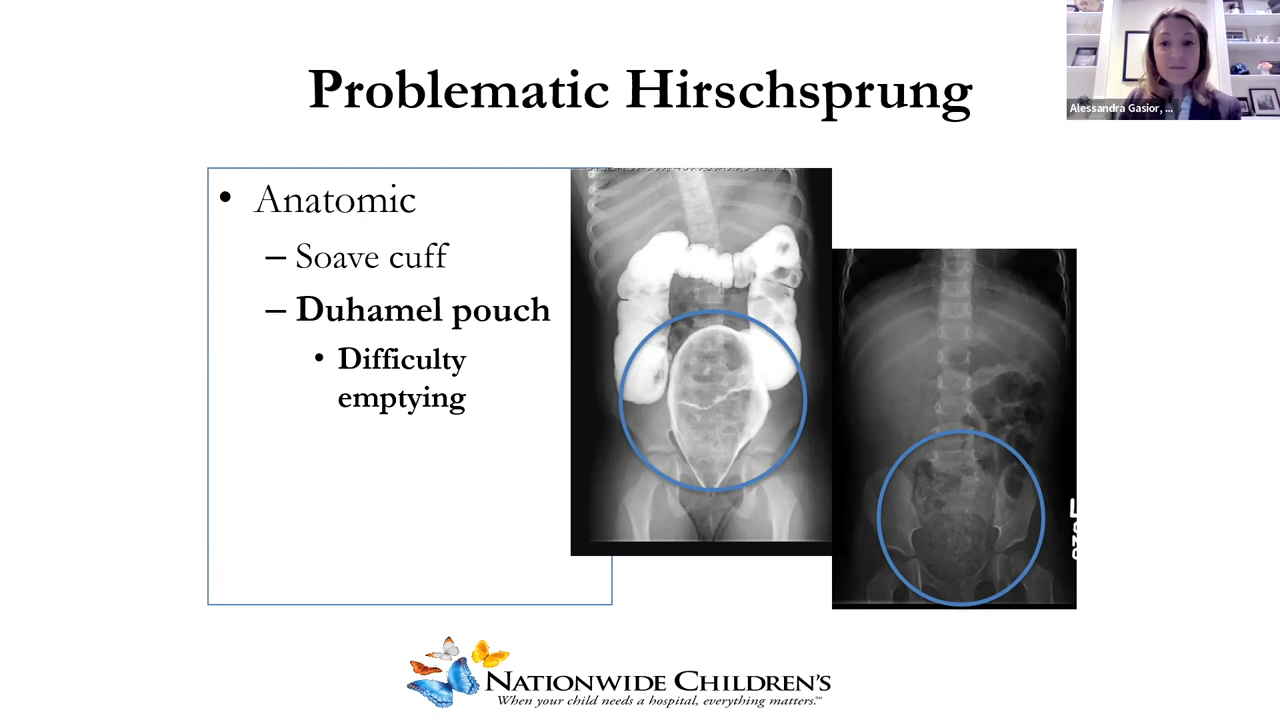 Problematic Hirschsprung
Alessandra Gasior, ...
• Anatomic
– Soave cuff
– Duhamel pouch
• Difficulty
emptying
NATIONWIDE CHILDREN'S
When your child needs a hospital, everything matters.™